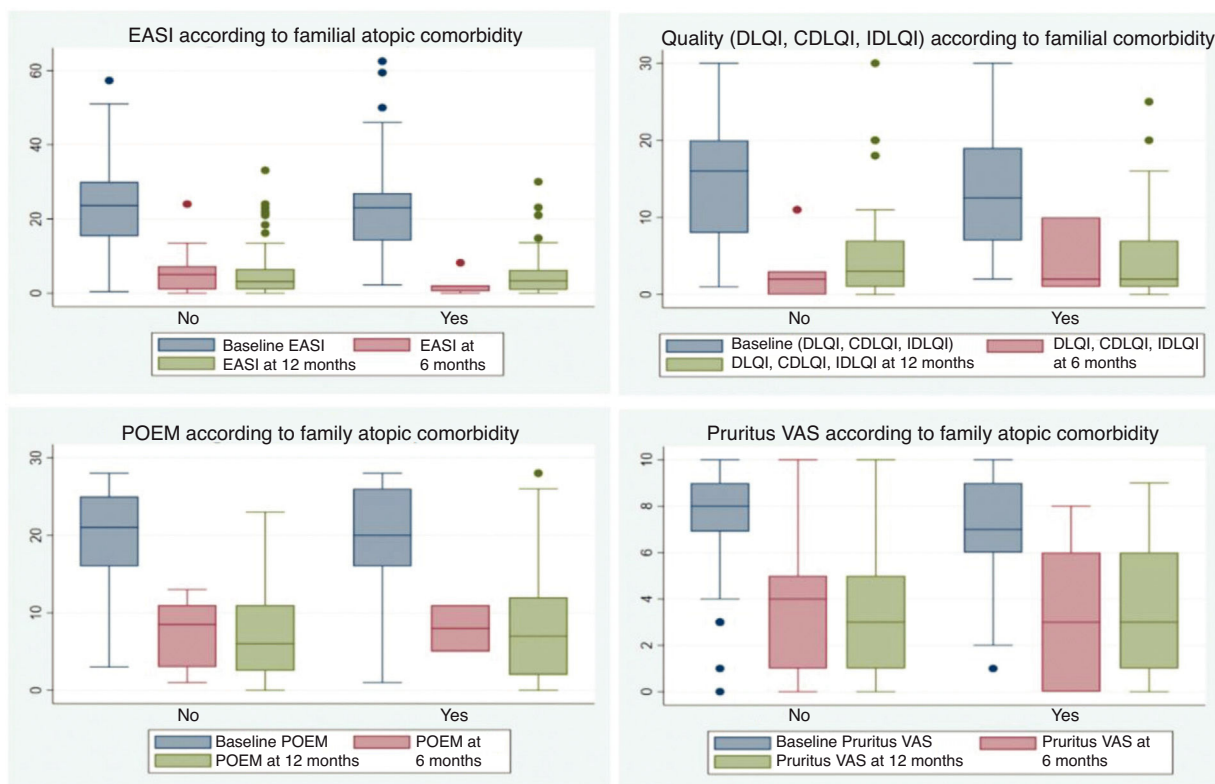 EASI according to familial atopic comorbidity
60
40
20
0
No Yes
Baseline EASI EASI at
EASI at 12 months 6 months
Quality (DLQI, CDLQI, IDLQI) according to familial comorbidity
30
20
10
0
No Yes
Baseline (DLQI, CDLQI, IDLQI) DLQI, CDLQI, IDLQI
DLQI, CDLQI, IDLQI at 12 months at 6 months
POEM according to family atopic comorbidity
30
20
10
0
No Yes
Baseline POEM POEM at
POEM at 12 months 6 months
Pruritus VAS according to family atopic comorbidity
10
8
6
4
2
0
No Yes
Baseline Pruritus VAS Pruritus VAS at
Pruritus VAS at 12 months 6 months